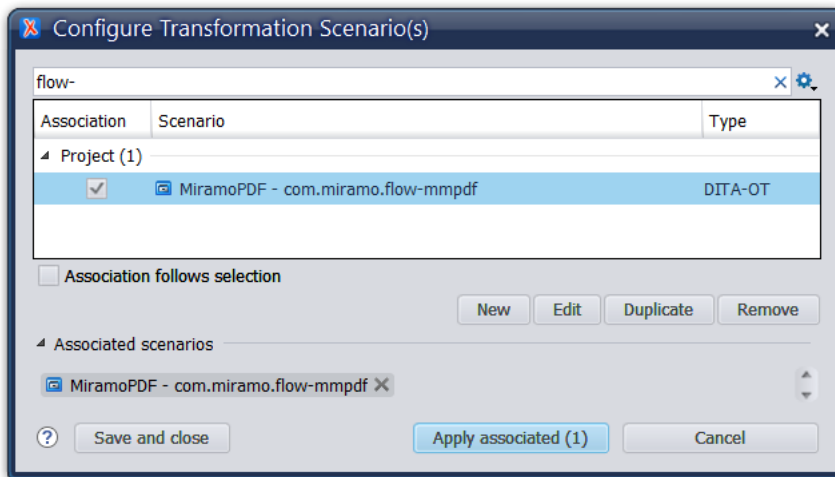 Configure Transformation Scenario(s)
flow-
Association Scenario Type
Project (1)
MiramoPDF - com.miramo.flow-mmpdf DITA-OT
Association follows selection
New Edit Duplicate Remove
Associated scenarios
MiramoPDF - com.miramo.flow-mmpdf
? Save and close Apply associated (1) Cancel